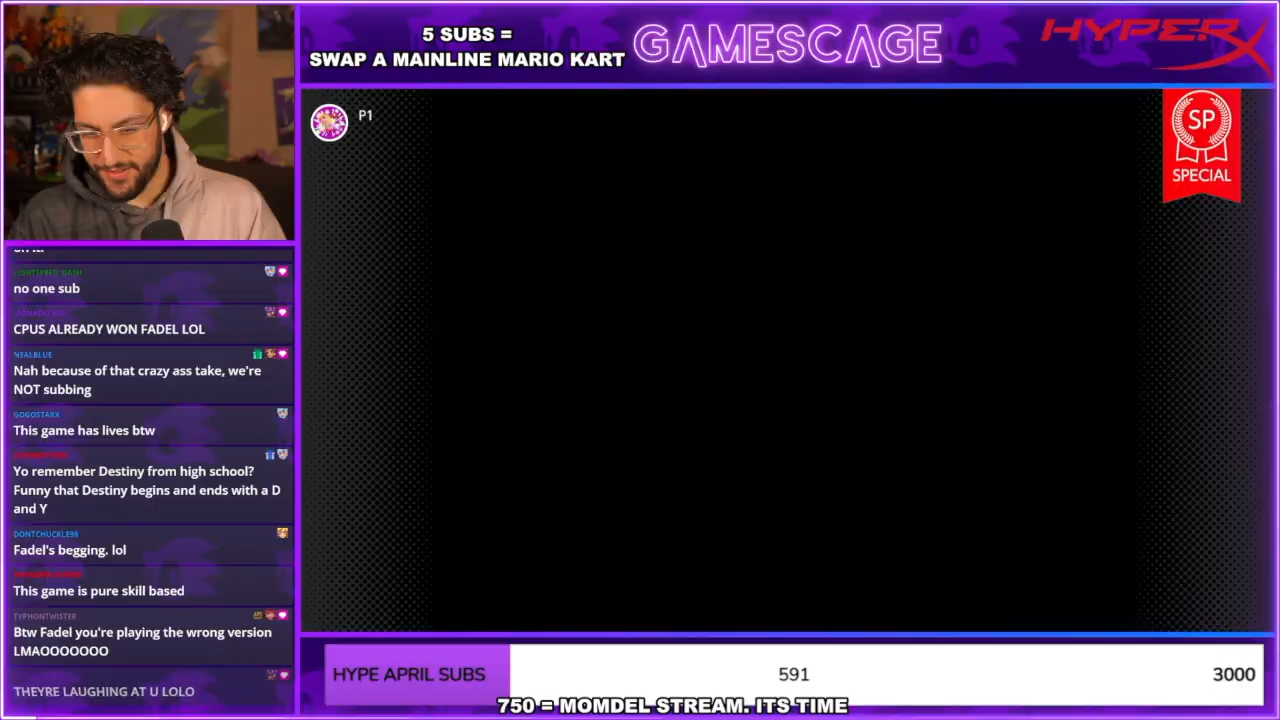 5 SUBS =
SWAP A MAINLINE MARIO KART
GAMESCAGE
HYPERX
P1
SP
SPECIAL
no one sub
CPUS ALREADY WON FADEL LOL
NEALBLUE
Nah because of that crazy ass take, we're
NOT subbing
GOGOSTARX
This game has lives btw
Yo remember Destiny from high school?
Funny that Destiny begins and ends with a D
and Y
DONTCHUCKLE98
Fadel's begging. lol
This game is pure skill based
TYPHONTWISTER
Btw Fadel you're playing the wrong version
LMAOOOOOOO
THEYRE LAUGHING AT U LOLO
HYPE APRIL SUBS
591
3000
750 = MOMDEL STREAM. ITS TIME